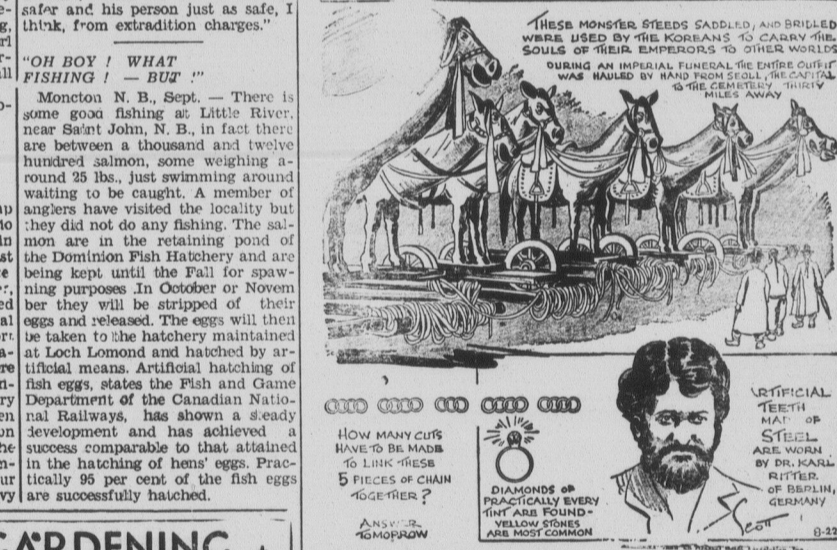 safer and his person just as safe, I
think, from extradition charges."
"OH BOY ! WHAT
FISHING ! — BUT !"
Moncton N. B., Sept. — There is
some good fishing at Little River,
near Saint John, N. B., in fact there
are between a thousand and twelve
hundred salmon, some weighing a-
round 25 lbs., just swimming around
waiting to be caught. A member of
anglers have visited the locality but
they did not do any fishing. The sal-
mon are in the retaining pond of
the Dominion Fish Hatchery and are
being kept until the Fall for spaw-
ning purposes .In October or Novem
ber they will be stripped of their
eggs and released. The eggs will then
be taken to the hatchery maintained
at Loch Lomond and hatched by ar-
tificial means. Artificial hatching of
fish eggs, states the Fish and Game
Department of the Canadian Natio-
nal Railways, has shown a steady
development and has achieved a
success comparable to that attained
in the hatching of hens' eggs. Prac-
tically 95 per cent of the fish eggs
are successfully hatched.
GARDENING
THESE MONSTER STEEDS SADDLED, AND BRIDLED
WERE USED BY THE KOREANS TO CARRY THE
SOULS OF THEIR EMPERORS TO OTHER WORLDS
DURING AN IMPERIAL FUNERAL THE ENTIRE OUTFIT
WAS HAULED BY HAND FROM SEOUL, THE CAPITAL
TO THE CEMETERY THIRTY
MILES AWAY
HOW MANY CUTS
HAVE TO BE MADE
TO LINK THESE
5 PIECES OF CHAIN
TOGETHER?
ANSWER
TOMORROW
DIAMONDS OF
PRACTICALLY EVERY
TINT ARE FOUND-
YELLOW STONES
ARE MOST COMMON
ARTIFICIAL
TEETH
MADE OF
STEEL
ARE WORN
BY DR. KARL
RITTER
OF BERLIN,
GERMANY
Scott
8-22